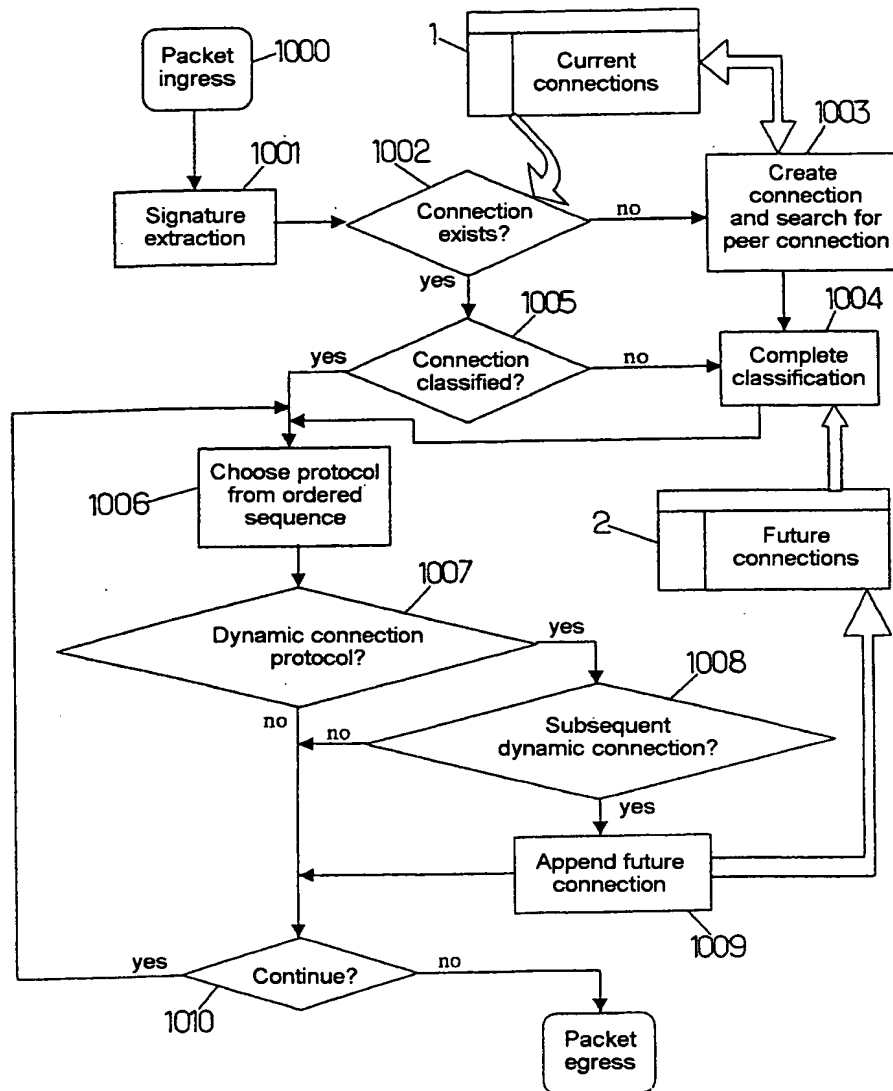 Packet
ingress
1000
1
Current
connections
1001
Signature
extraction
1002
Connection
exists?
no
yes
1003
Create
connection
and search for
peer connection
1005
Connection
classified?
yes
no
1004
Complete
classification
1006
Choose protocol
from ordered
sequence
2
Future
connections
1007
Dynamic connection
protocol?
yes
no
1008
Subsequent
dynamic connection?
no
yes
Append future
connection
1009
yes
Continue?
no
1010
Packet
egress